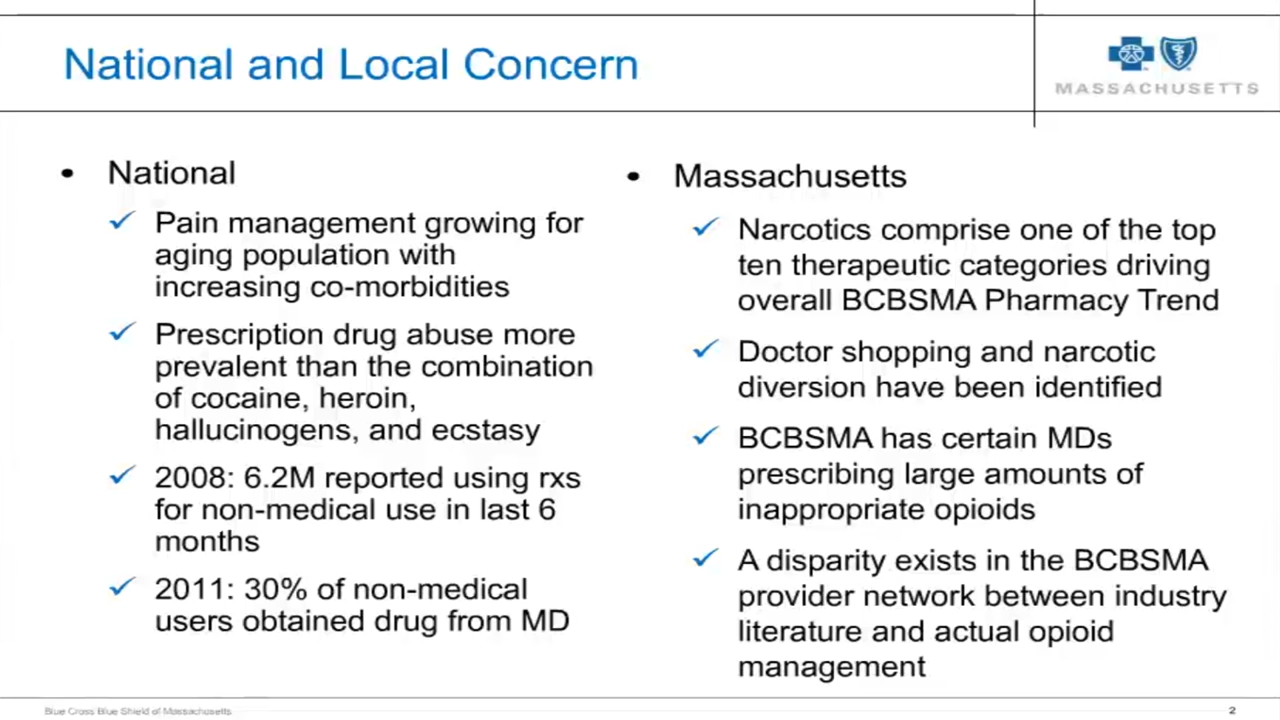 National and Local Concern
MASSACHUSETTS
• National
✓ Pain management growing for
aging population with
increasing co-morbidities
✓ Prescription drug abuse more
prevalent than the combination
of cocaine, heroin,
hallucinogens, and ecstasy
✓ 2008: 6.2M reported using rxs
for non-medical use in last 6
months
✓ 2011: 30% of non-medical
users obtained drug from MD
• Massachusetts
✓ Narcotics comprise one of the top
ten therapeutic categories driving
overall BCBSMA Pharmacy Trend
✓ Doctor shopping and narcotic
diversion have been identified
✓ BCBSMA has certain MDs
prescribing large amounts of
inappropriate opioids
✓ A disparity exists in the BCBSMA
provider network between industry
literature and actual opioid
management
Blue Cross Blue Shield of Massachusetts
2